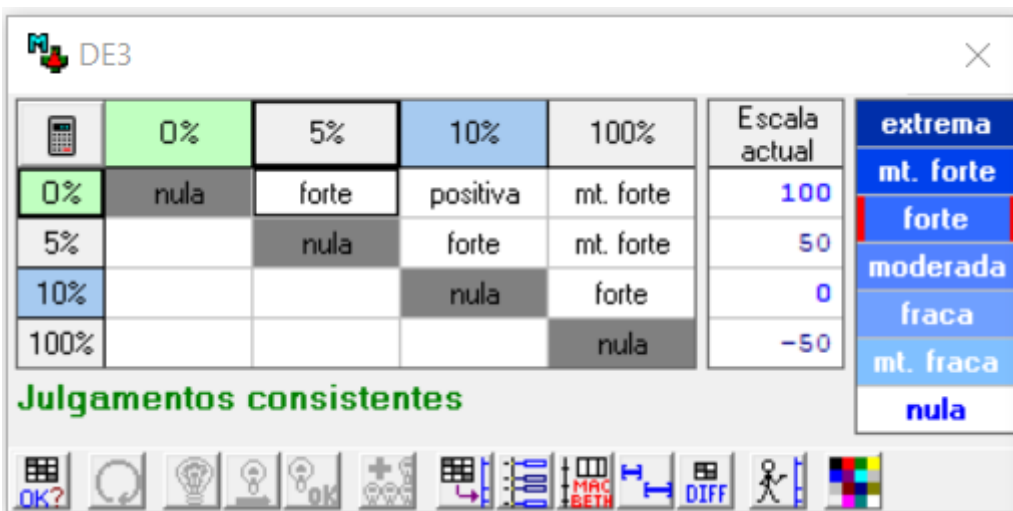 DE3
0% 5% 10% 100% Escala actual
0% nula forte positiva mt. forte 100
5% nula forte mt. forte 50
10% nula forte 0
100% nula -50
extrema
mt. forte
forte
moderada
fraca
mt. fraca
nula
Julgamentos consistentes
OK? OK MAC BETH DIFF